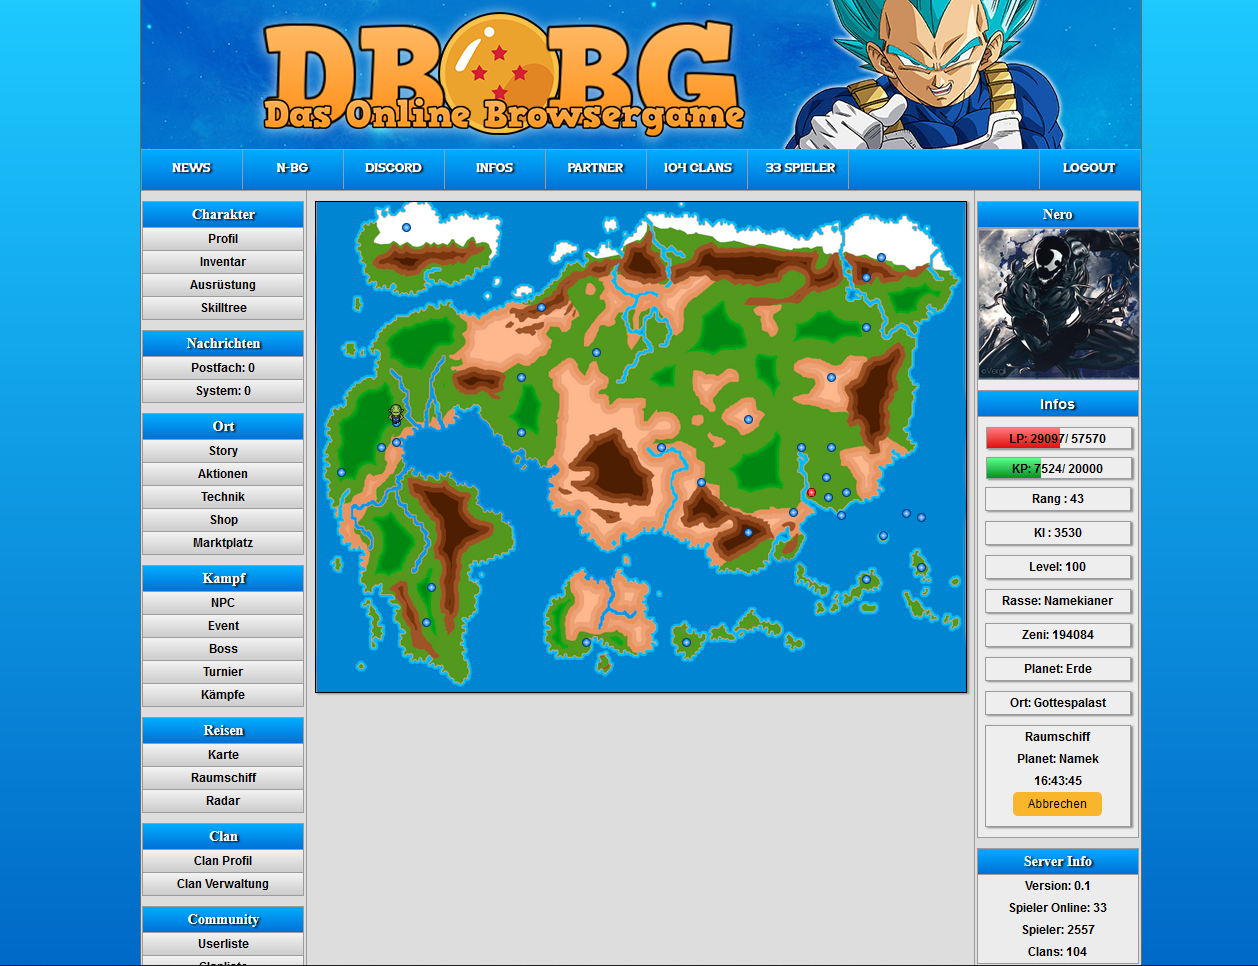 DB BG
Das Online Browsergame
NEWS
N-BG
DISCORD
INFOS
PARTNER
104 CLANS
33 SPIELER
LOGOUT
Charakter
Profil
Inventar
Ausrüstung
Skilltree
Nachrichten
Postfach: 0
System: 0
Ort
Story
Aktionen
Technik
Shop
Marktplatz
Kampf
NPC
Event
Boss
Turnier
Kämpfe
Reisen
Karte
Raumschiff
Radar
Clan
Clan Profil
Clan Verwaltung
Community
Userliste
Clanliste
Nero
Infos
LP: 29097/ 57570
KP: 7524/ 20000
Rang : 43
KI : 3530
Level: 100
Rasse: Namekianer
Zeni: 194084
Planet: Erde
Ort: Gottespalast
Raumschiff
Planet: Namek
16:43:45
Abbrechen
Server Info
Version: 0.1
Spieler Online: 33
Spieler: 2557
Clans: 104